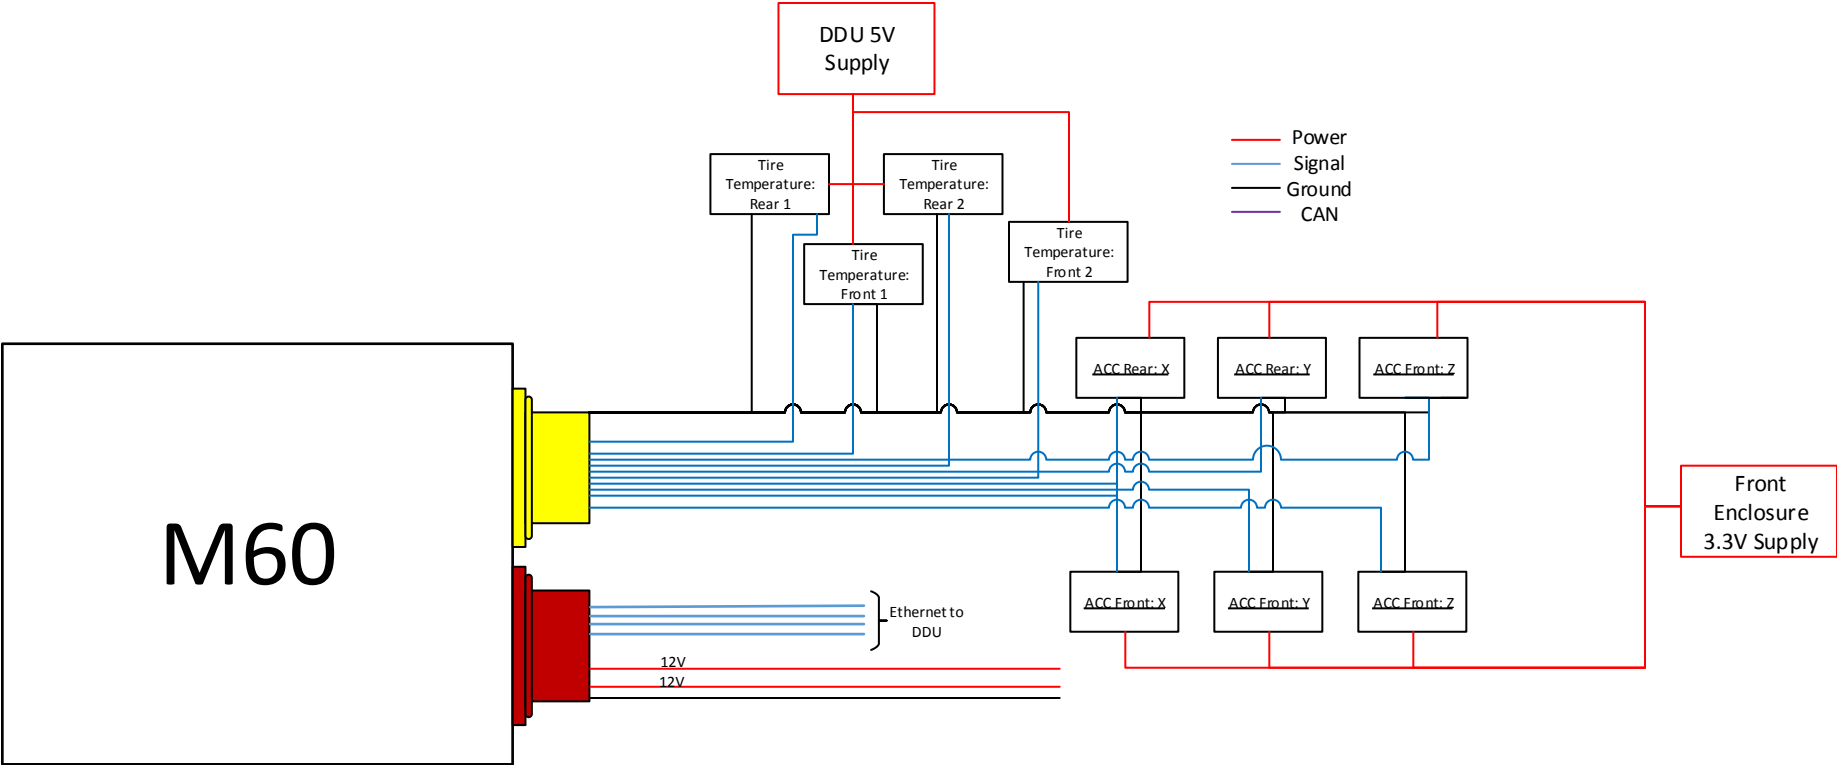 DDU 5V
Supply
Power
Signal
Ground
CAN
Tire
Temperature:
Rear 1
Tire
Temperature:
Rear 2
Tire
Temperature:
Front 2
Tire
Temperature:
Front 1
ACC Rear: X
ACC Rear: Y
ACC Front: Z
M60
Front
Enclosure
3.3V Supply
ACC Front: X
ACC Front: Y
ACC Front: Z
Ethernet to
DDU
12V
12V